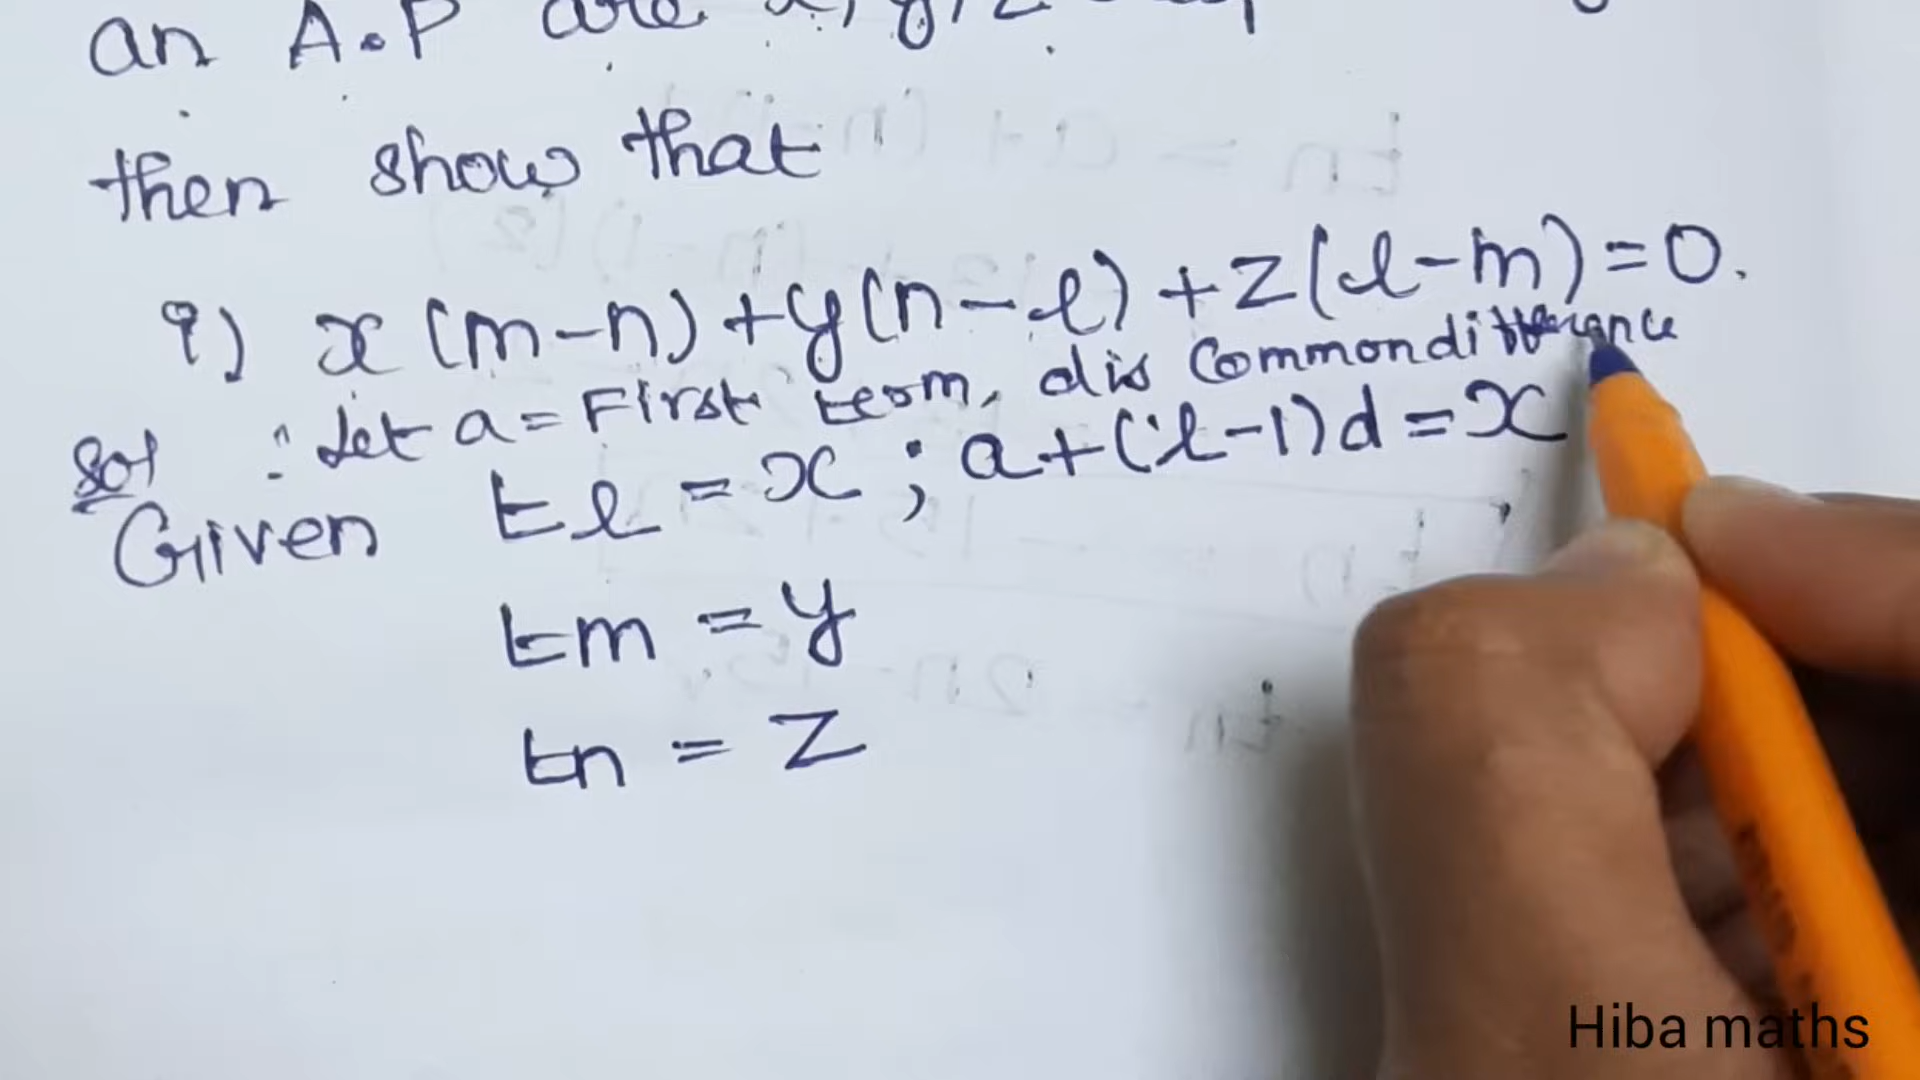 an A.P are x, y, z
then show that
i) x(m-n)+y(n-l)+z(l-m)=0.
Sol : Let a = First term, d is Common difference
Given tl = x ; a+(l-1)d = x
tm = y
tn = z
Hiba maths